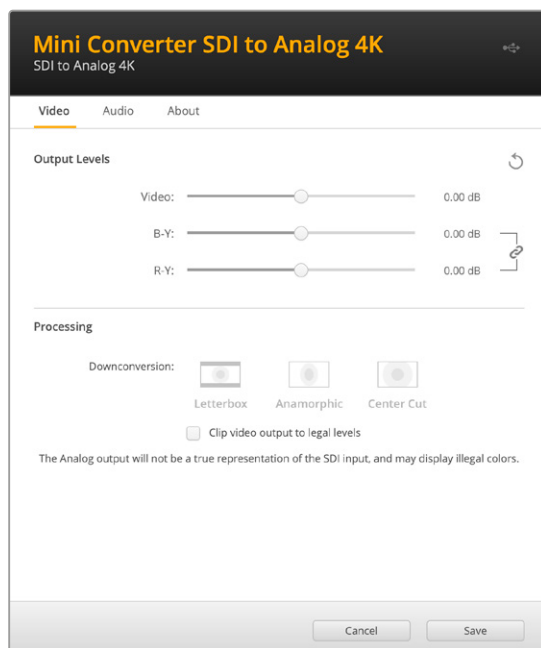 Mini Converter SDI to Analog 4K
SDI to Analog 4K
Video Audio About
Output Levels
Video: 0.00 dB
B-Y: 0.00 dB
R-Y: 0.00 dB
Processing
Downconversion:
Letterbox Anamorphic Center Cut
Clip video output to legal levels
The Analog output will not be a true representation of the SDI input, and may display illegal colors.
Cancel Save